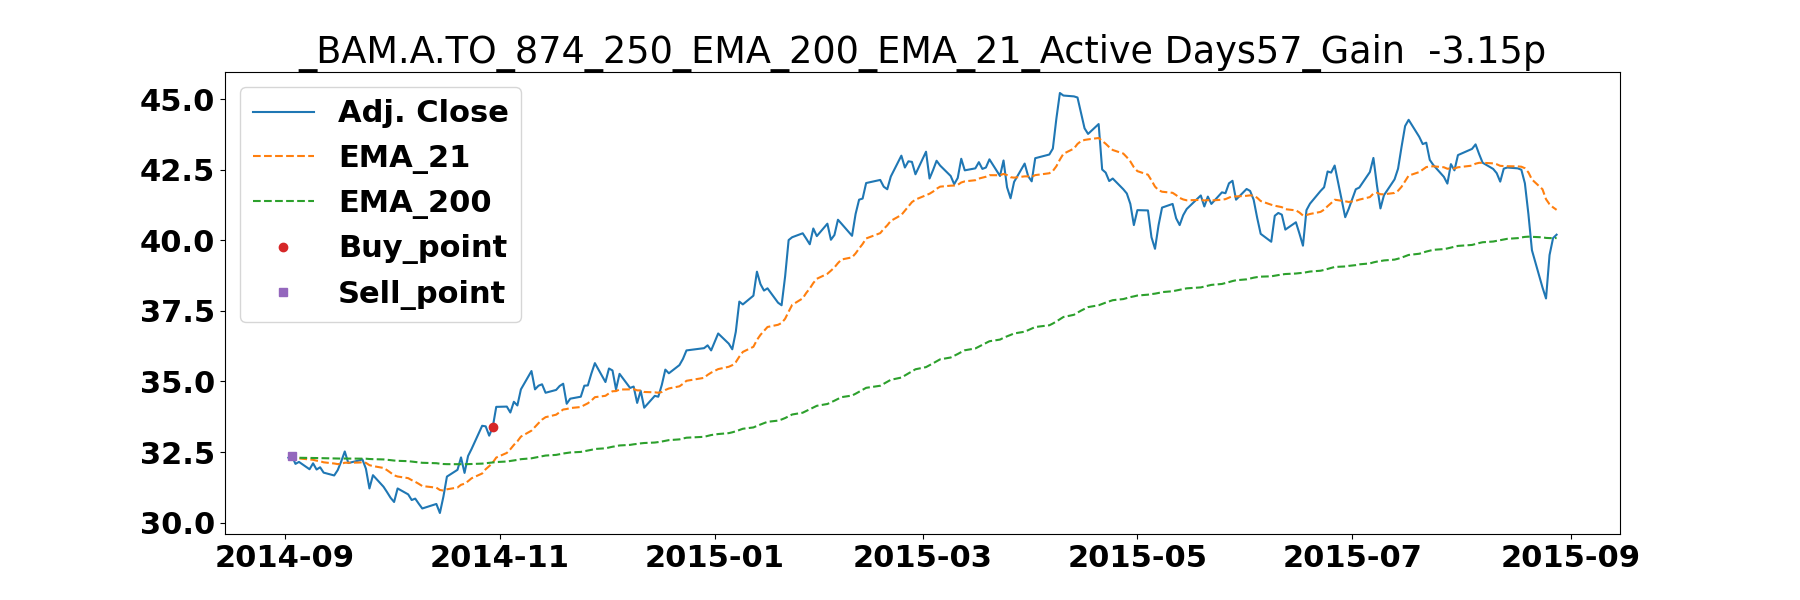 _BAM.A.TO_874_250_EMA_200_EMA_21_Active Days57_Gain  -3.15p
45.0
42.5
40.0
37.5
35.0
32.5
30.0
Adj. Close
EMA_21
EMA_200
Buy_point
Sell_point
2014-09 2014-11 2015-01 2015-03 2015-05 2015-07 2015-09